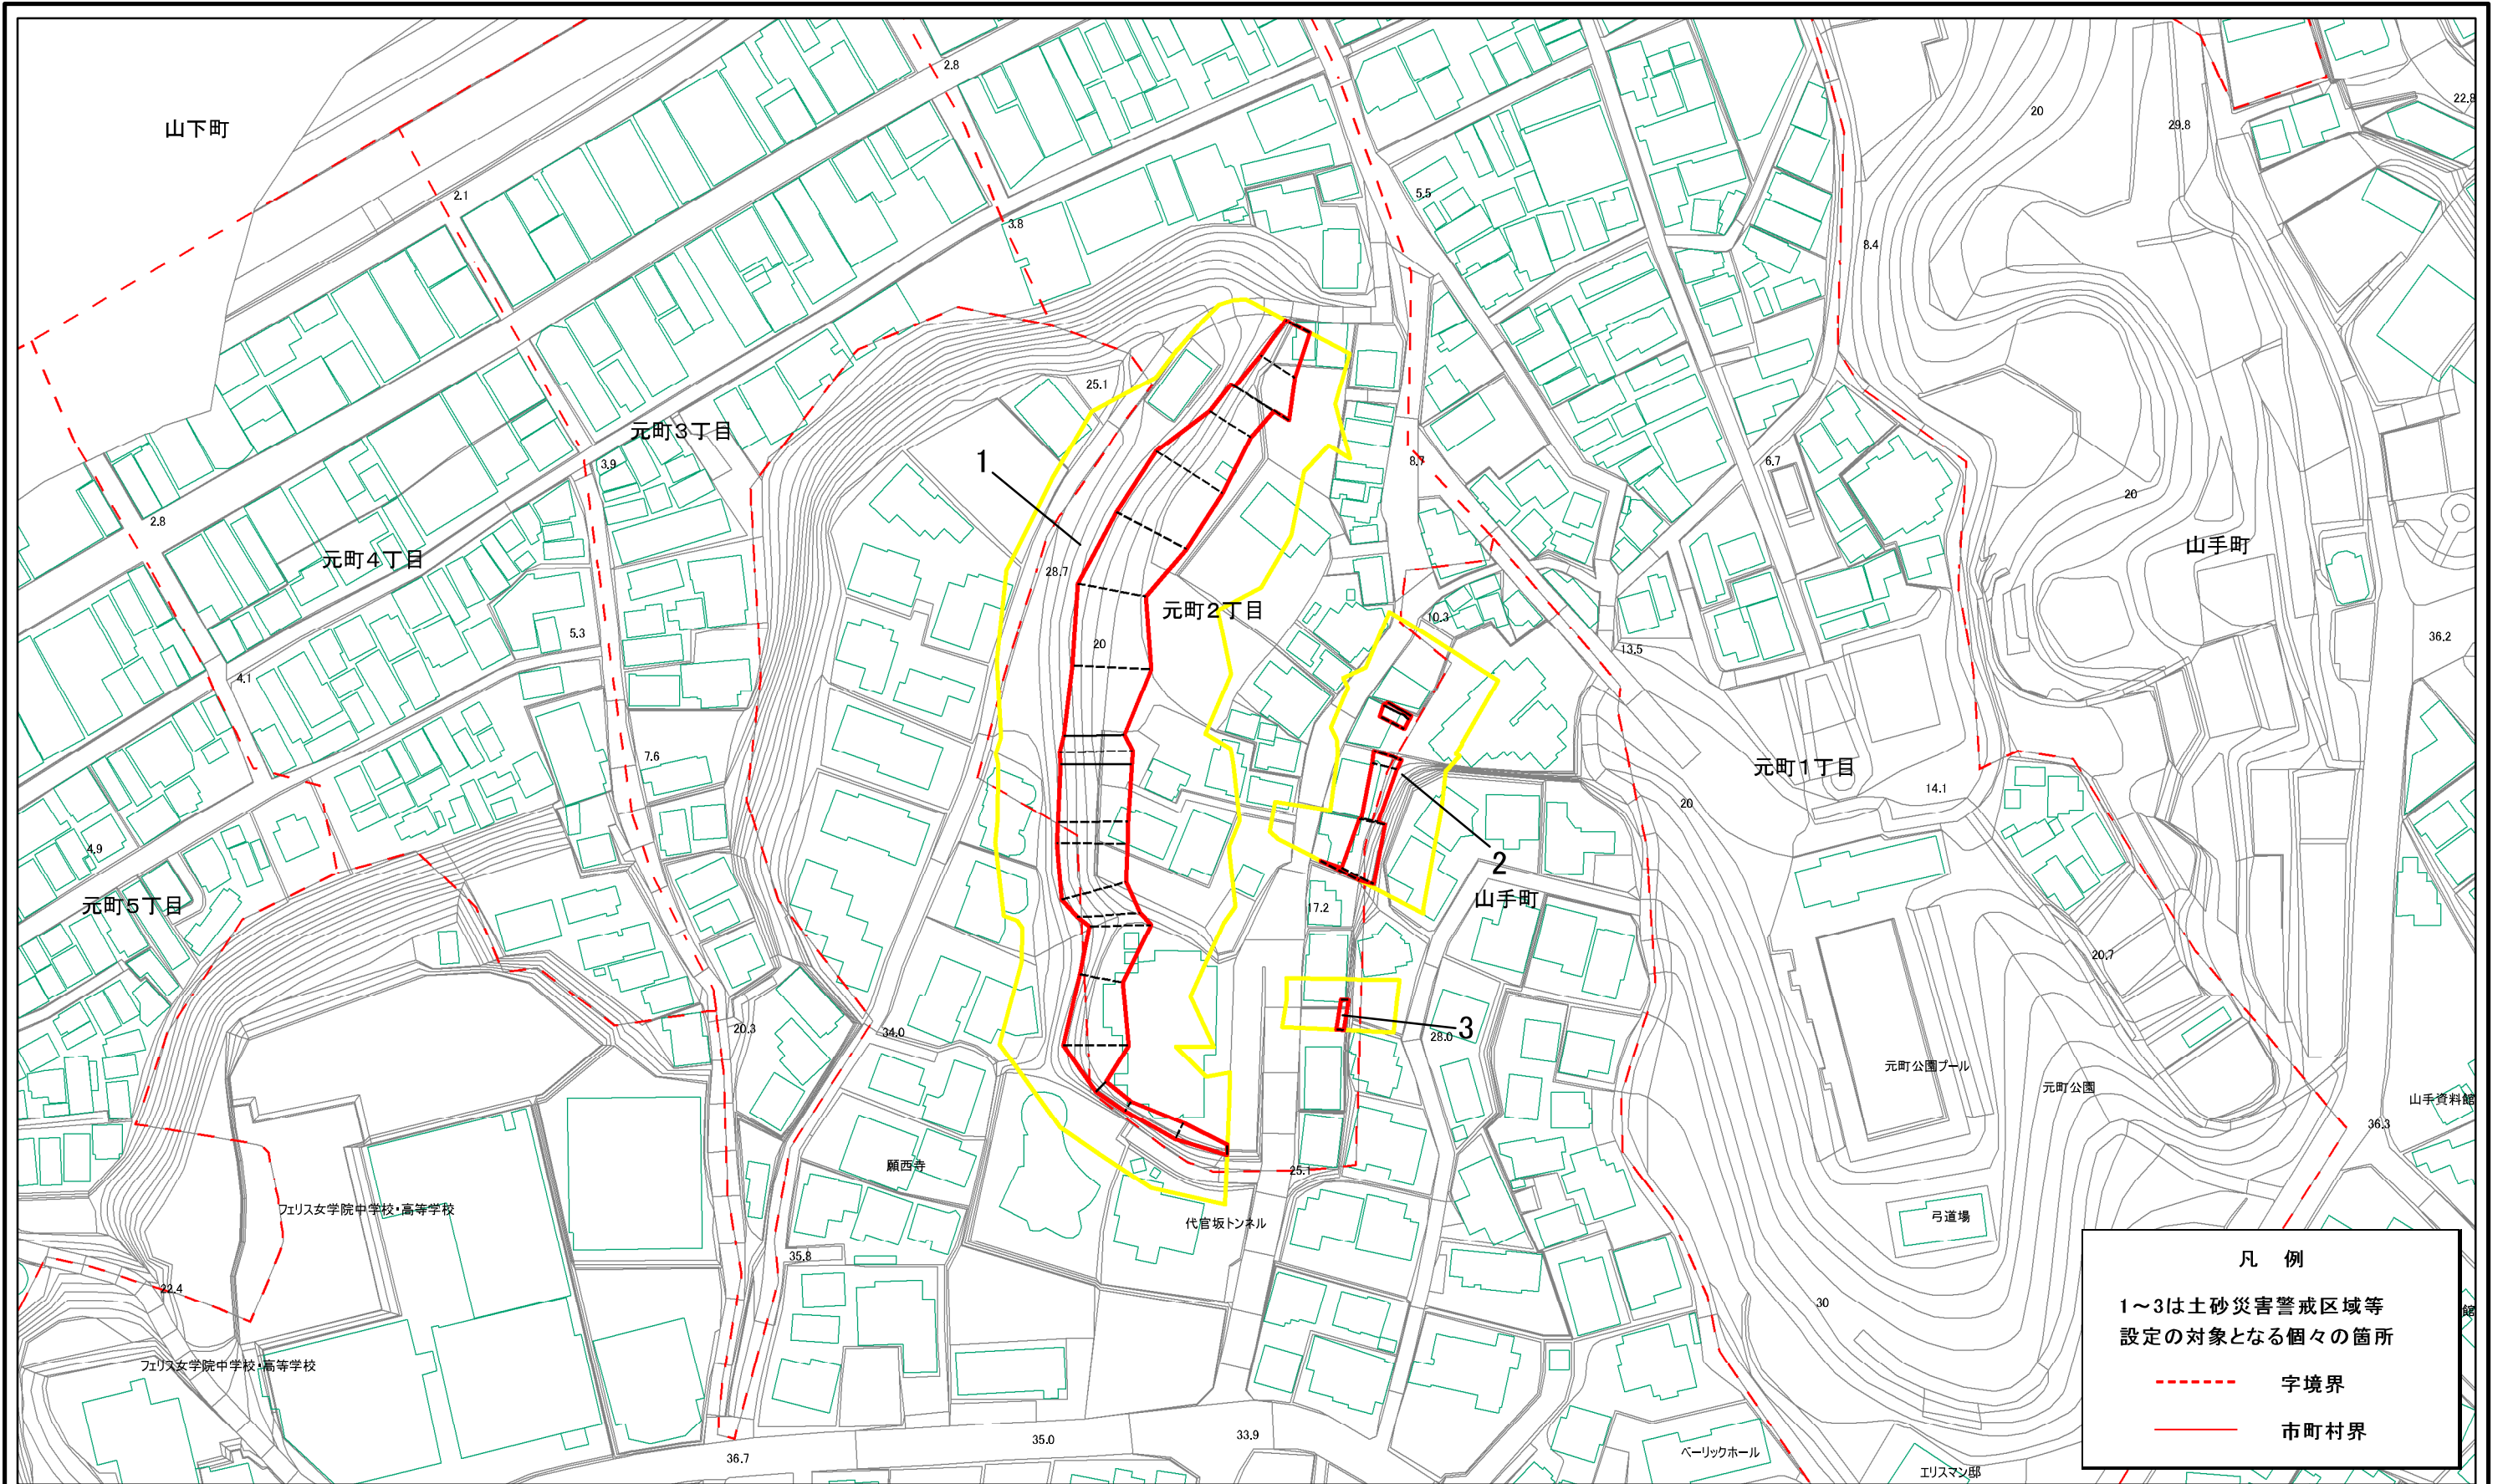 山下町
2.8
2.1
3.8
5.5
8.4
20
29.8
22.8
25.1
元町3丁目
3.9
1
8.7
6.7
20
山手町
2.8
元町4丁目
28.7
元町2丁目
10.3
13.5
36.2
5.3
4.1
20
7.6
元町1丁目
14.1
20
4.9
2
元町5丁目
17.2
山手町
20.7
20.3
34.0
3
28.0
元町公園プール
元町公園
山手資料館
36.3
願西寺
25.1
フェリス女学院中学校・高等学校
代官坂トンネル
弓道場
35.8
22.4
30
フェリス女学院中学校・高等学校
35.0
33.9
36.7
ベーリックホール
エリスマン邸
館
凡 例
1~3は土砂災害警戒区域等
設定の対象となる個々の箇所
字境界
市町村界